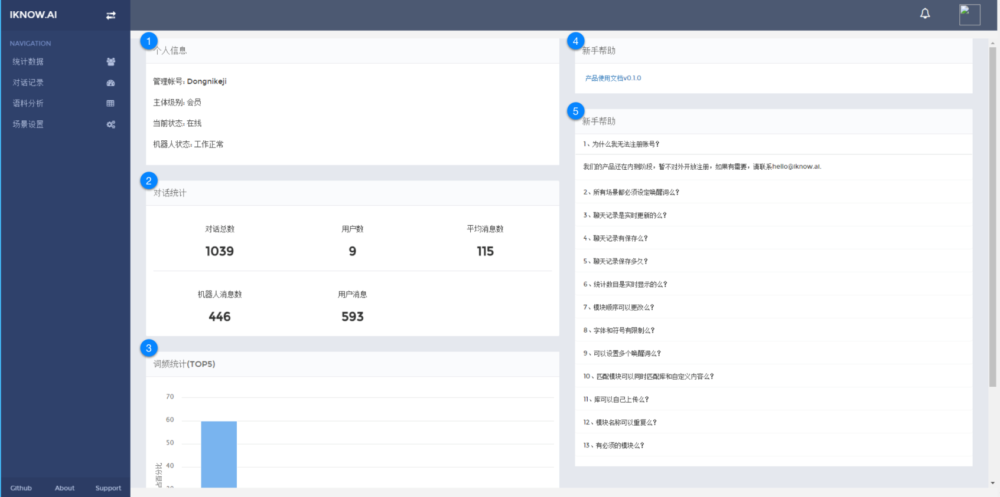 IKNOW.AI
NAVIGATION
统计数据
对话记录
语料分析
场景设置
Github About Support
1
个人信息
管理帐号: Dongnikeji
主体级别: 会员
当前状态: 在线
机器人状态: 工作正常
2
对话统计
对话总数 用户数 平均消息数
1039 9 115
机器人消息数 用户消息
446 593
3
词频统计(TOP5)
70
60
50
40
占百分比
4
新手帮助
产品使用文档v0.1.0
5
新手帮助
1、为什么我无法注册账号?
我们的产品还在内测阶段，暂不对外开放注册，如果有需要，请联系hello@iknow.ai.
2、所有场景都必须设定唤醒词么?
3、聊天记录是实时更新的么?
4、聊天记录有保存么?
5、聊天记录保存多久?
6、统计数目是实时显示的么?
7、模块顺序可以更改么?
8、字体和符号有限制么?
9、可以设置多个唤醒词么?
10、匹配模块可以同时匹配库和自定义内容么?
11、库可以自己上传么?
12、模块名称可以重复么?
13、有必须的模块么?